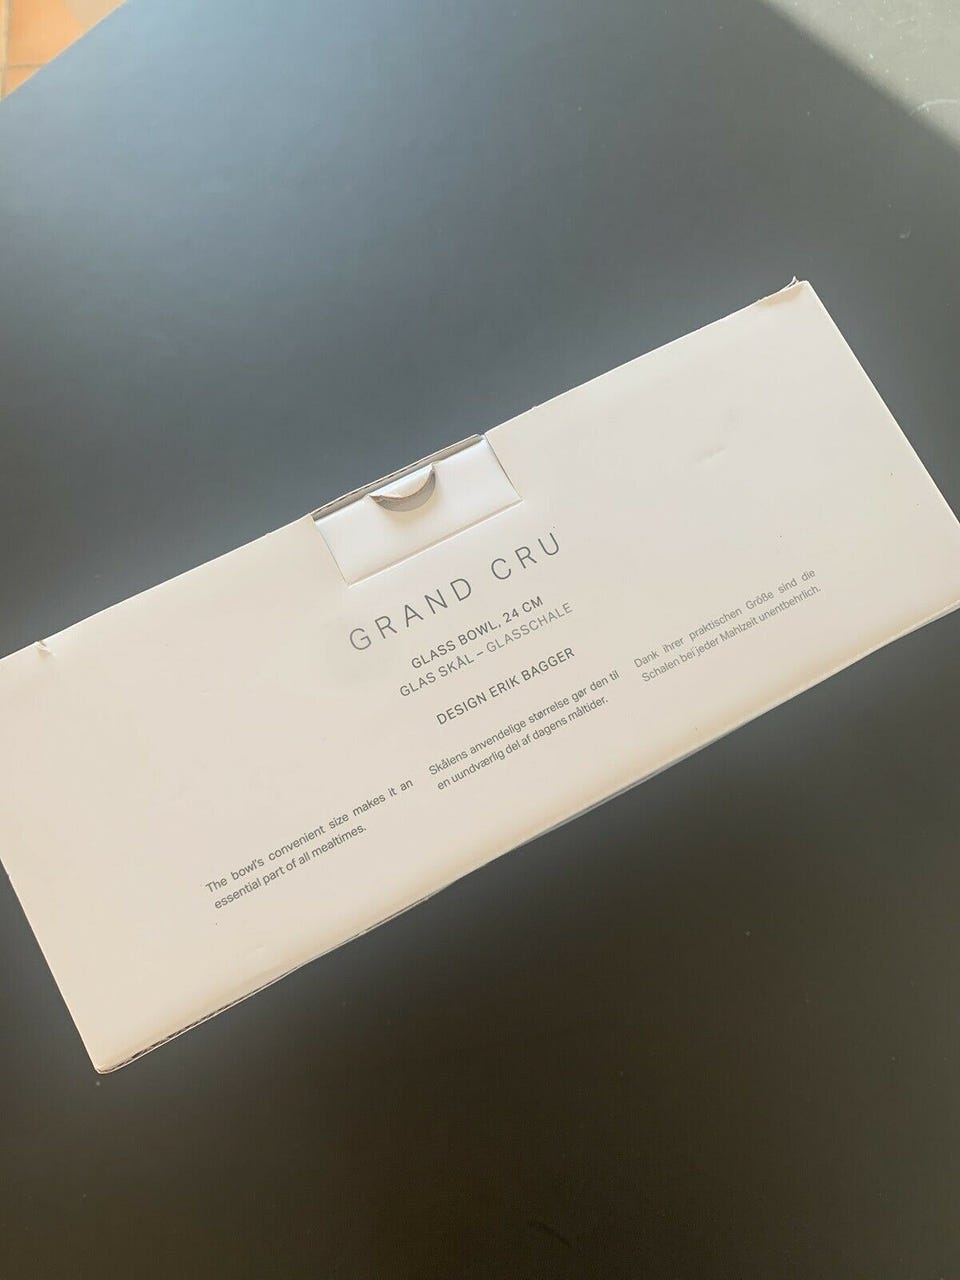 GRAND CRU
GLASS BOWL, 24 CM
GLAS SKÅL – GLASSCHALE
DESIGN ERIK BAGGER
The bowl's convenient size makes it an
essential part of all mealtimes.
Skålens anvendelige størrelse gør den til
en uundværlig del af dagens måltider.
Dank ihrer praktischen Größe sind die
Schalen bei jeder Mahlzeit unentbehrlich.